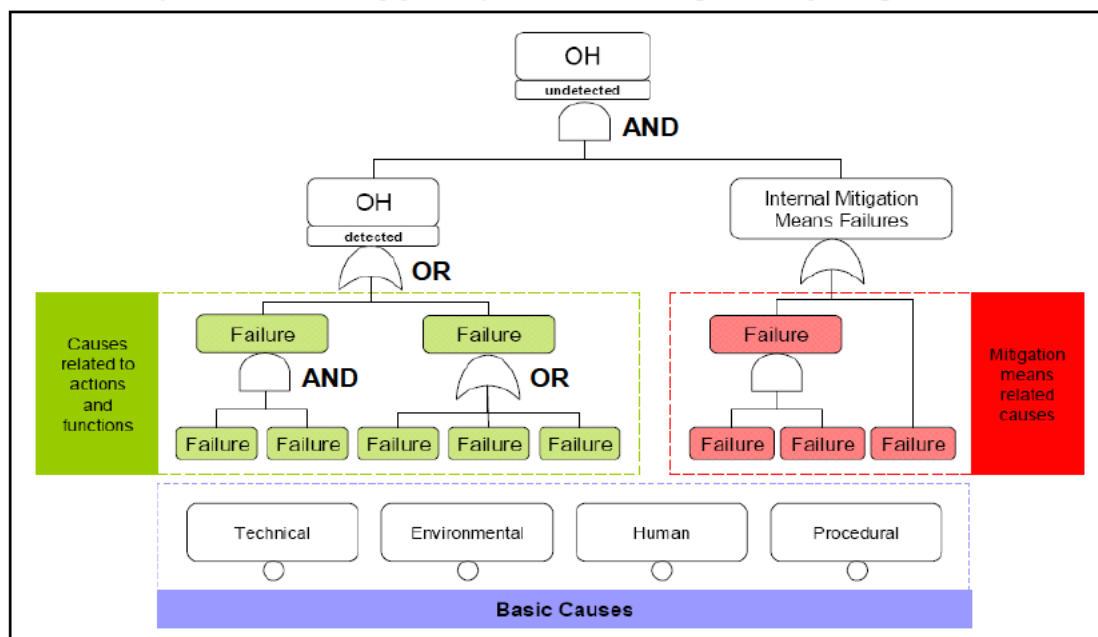 OH
undetected
AND
OH
detected
OR
Internal Mitigation
Means Failures
Causes
related to
actions
and
functions
Failure
Failure
AND
OR
Failure
Failure
Failure
Failure
Failure
Failure
Failure
Failure
Failure
Mitigation
means
related
causes
Technical
Environmental
Human
Procedural
Basic Causes